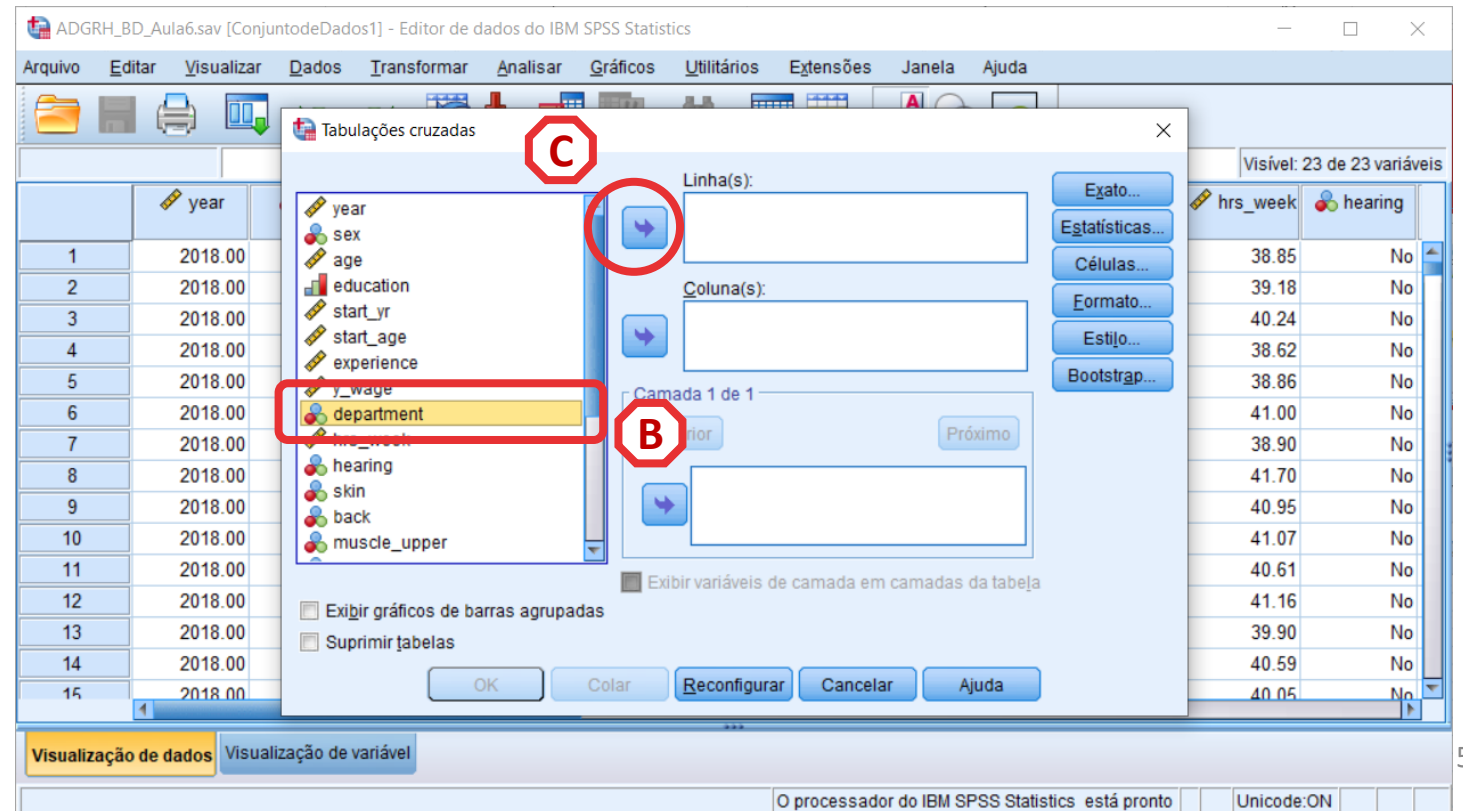 ADGRH_BD_Aula6.sav [ConjuntodeDados1] - Editor de dados do IBM SPSS Statistics
Arquivo Editar Visualizar Dados Transformar Analisar Gráficos Utilitários Extensões Janela Ajuda
Tabulações cruzadas
C
Visível: 23 de 23 variáveis
year
hrs_week hearing
1 2018.00 38.85 No
2 2018.00 39.18 No
3 2018.00 40.24 No
4 2018.00 38.62 No
5 2018.00 38.86 No
6 2018.00 41.00 No
7 2018.00 38.90 No
8 2018.00 41.70 No
9 2018.00 40.95 No
10 2018.00 41.07 No
11 2018.00 40.61 No
12 2018.00 41.16 No
13 2018.00 39.90 No
14 2018.00 40.59 No
15 2018.00 40.05 No
year
sex
age
education
start_yr
start_age
experience
y_wage
department
hrs_week
hearing
skin
back
muscle_upper
Linha(s):
Coluna(s):
Camada 1 de 1
B
rior Próximo
Exibir variáveis de camada em camadas da tabela
Exato...
Estatísticas...
Células...
Formato...
Estilo...
Bootstrap...
Exibir gráficos de barras agrupadas
Suprimir tabelas
OK Colar Reconfigurar Cancelar Ajuda
Visualização de dados Visualização de variável
5
O processador do IBM SPSS Statistics está pronto Unicode:ON